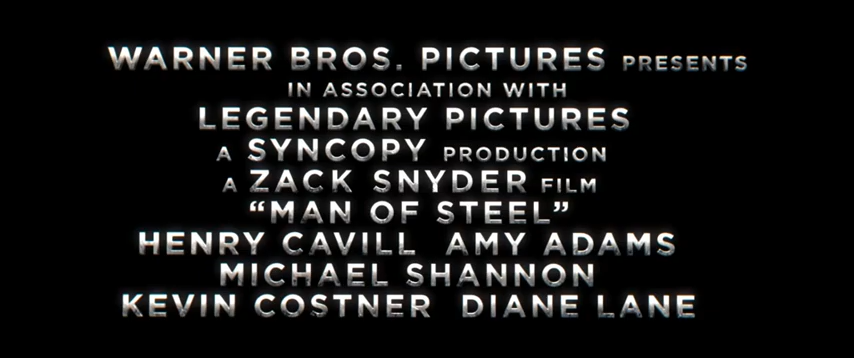 WARNER BROS. PICTURES PRESENTS
IN ASSOCIATION WITH
LEGENDARY PICTURES
A SYNCOPY PRODUCTION
A ZACK SNYDER FILM
“MAN OF STEEL”
HENRY CAVILL AMY ADAMS
MICHAEL SHANNON
KEVIN COSTNER DIANE LANE